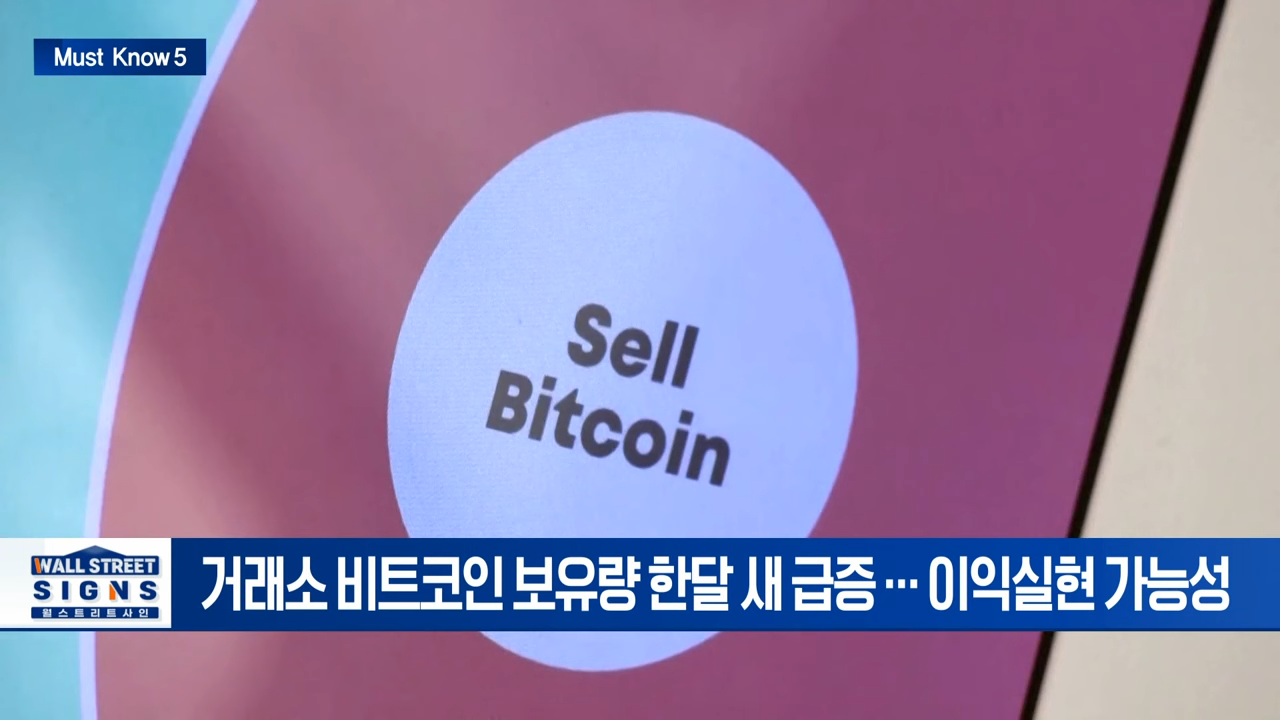 Must Know 5
Sell
Bitcoin
WALL STREET
SIGNS
월스트리트사인
거래소 비트코인 보유량 한달 새 급증… 이익실현 가능성